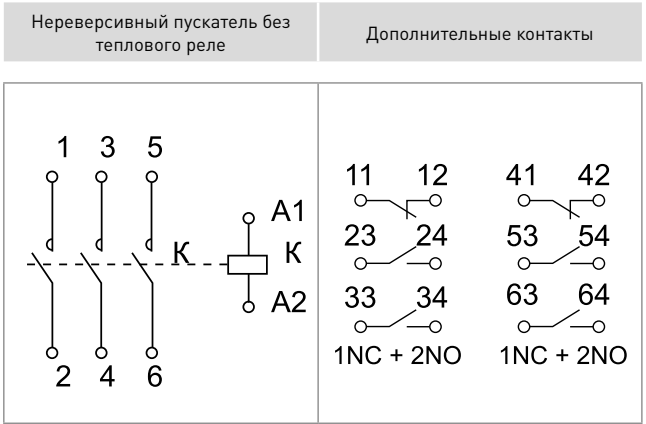 Нереверсивный пускатель без
теплового реле
Дополнительные контакты
1 3 5
A1
К К
A2
2 4 6
11 12 41 42
23 24 53 54
33 34 63 64
1NC + 2NO 1NC + 2NO